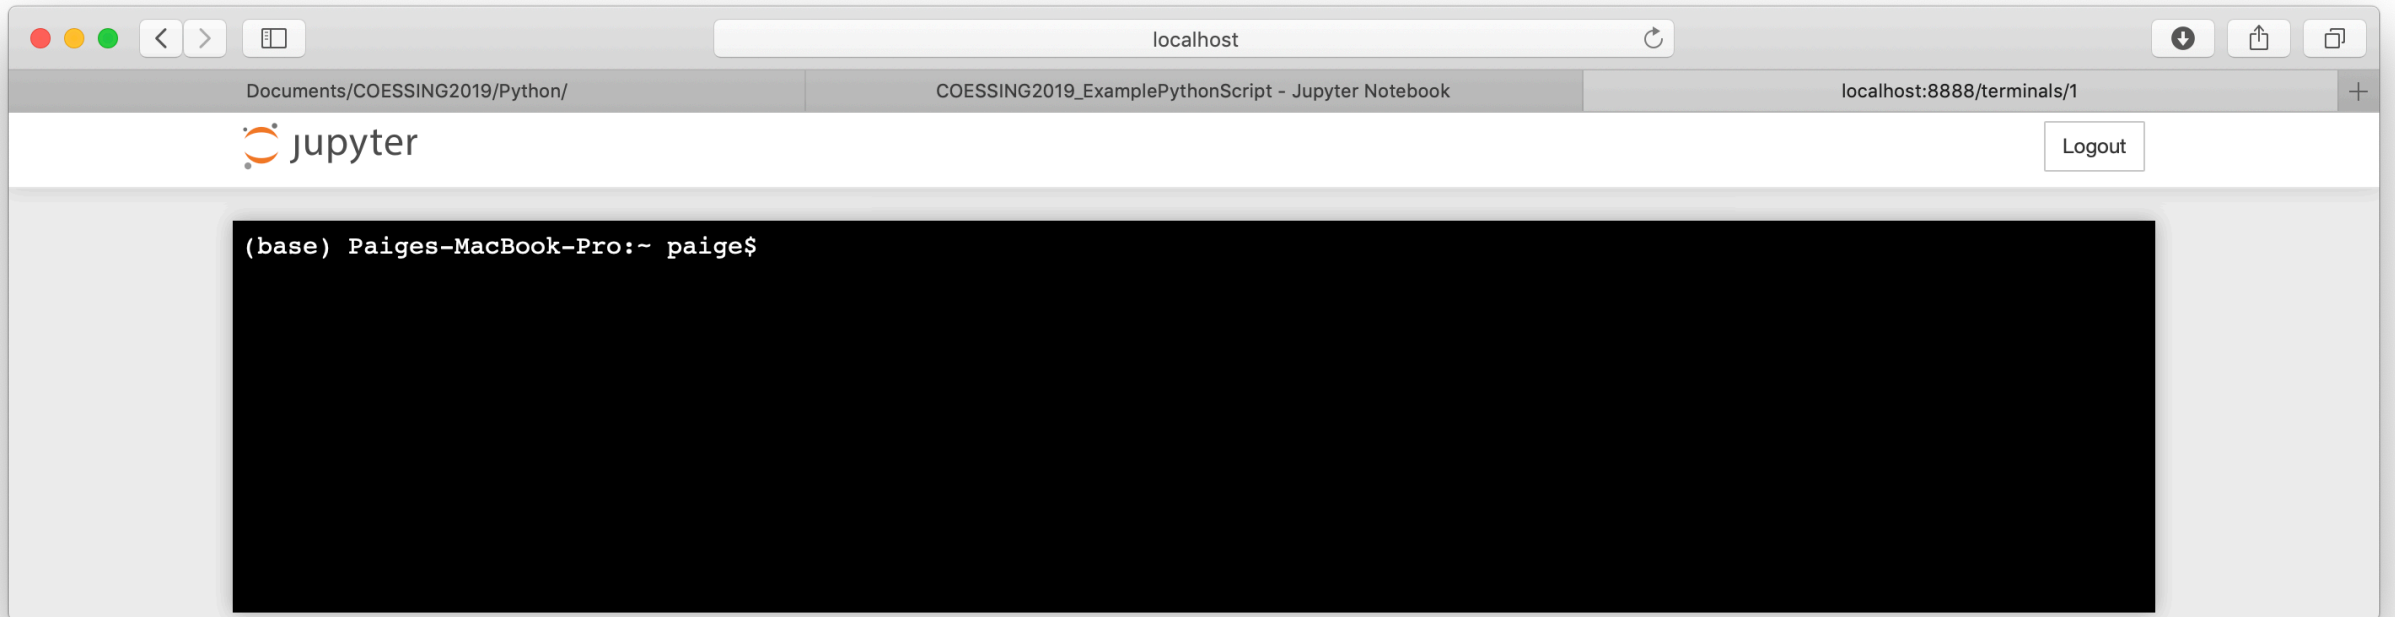 localhost
Documents/COESSING2019/Python/
COESSING2019_ExamplePythonScript - Jupyter Notebook
localhost:8888/terminals/1
jupyter
Logout
(base) Paiges-MacBook-Pro:~ paige$